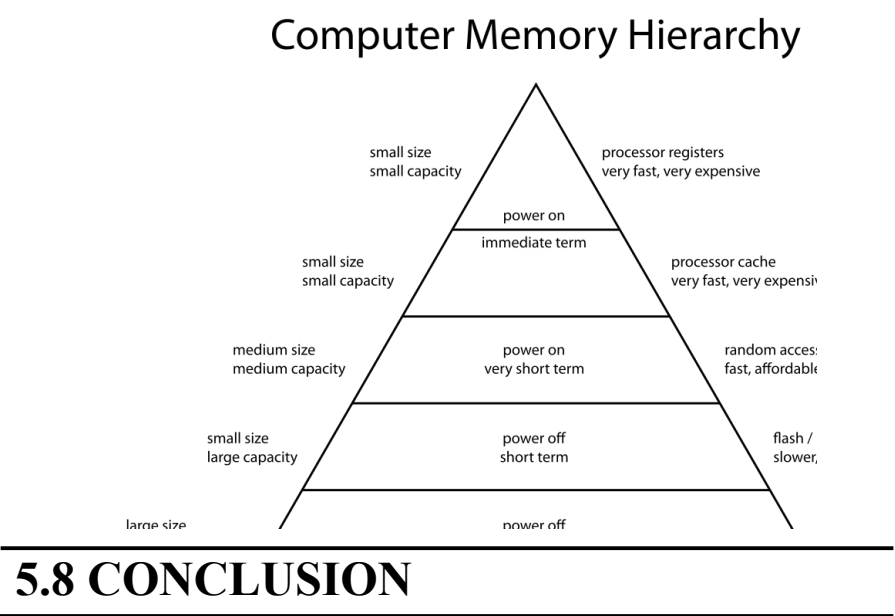 Computer Memory Hierarchy
small size
small capacity
processor registers
very fast, very expensive
power on
immediate term
small size
small capacity
processor cache
very fast, very
medium size
medium capacity
power on
very short term
random
fast,
small size
large capacity
power off
short term
flash /
slower,
large size
power off
5.8 CONCLUSION